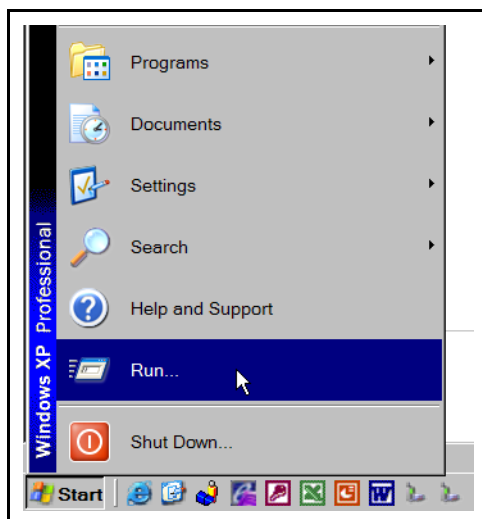 Programs
Documents
Settings
Search
Help and Support
Run...
Shut Down...
Windows XP Professional
Start